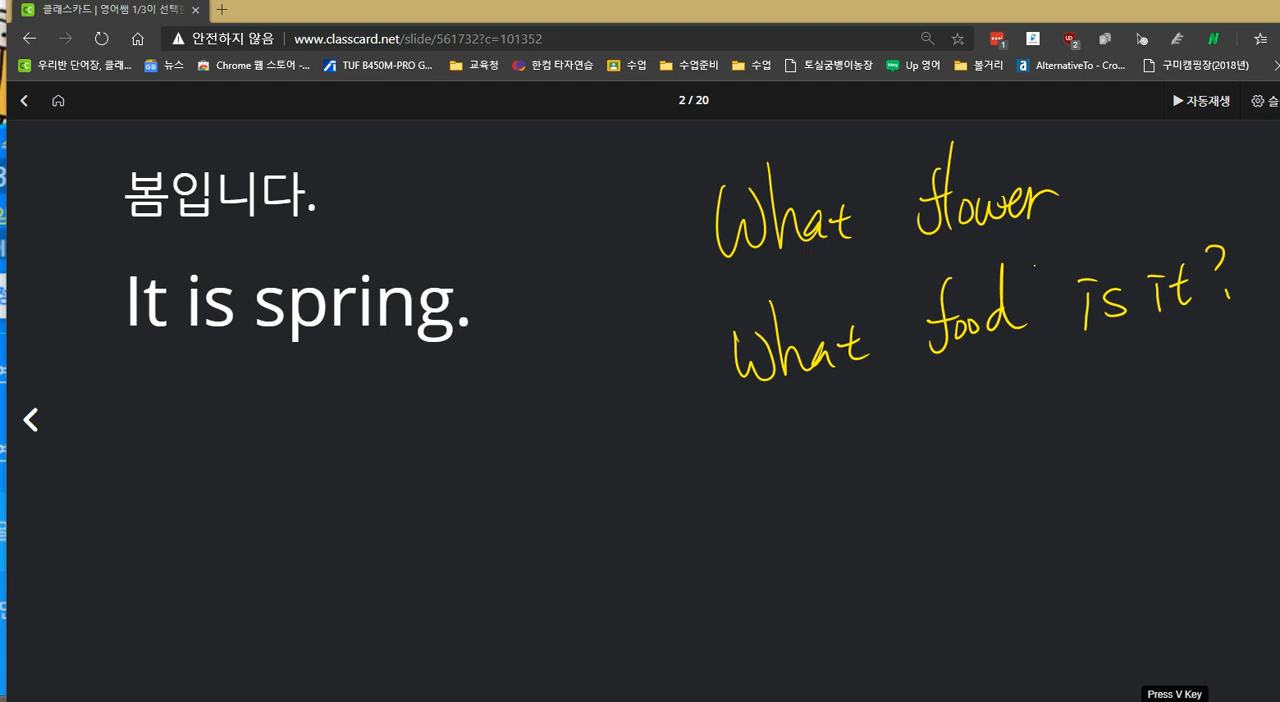 클래스카드 | 영어쌤 1/3이 선택
안전하지 않음 www.classcard.net/slide/561732?c=101352
우리반 단어장, 클래... 뉴스 Chrome 웹 스토어 -... TUF B450M-PRO G... 교육청 한컴 타자연습 수업 수업준비 수업 토실굼벵이농장 Up 영어 볼거리 AlternativeTo - Cro... 구미캠핑장(2018년)
2 / 20 자동재생 슬
봄입니다.
It is spring.
What flower
What food is it?
Press V Key